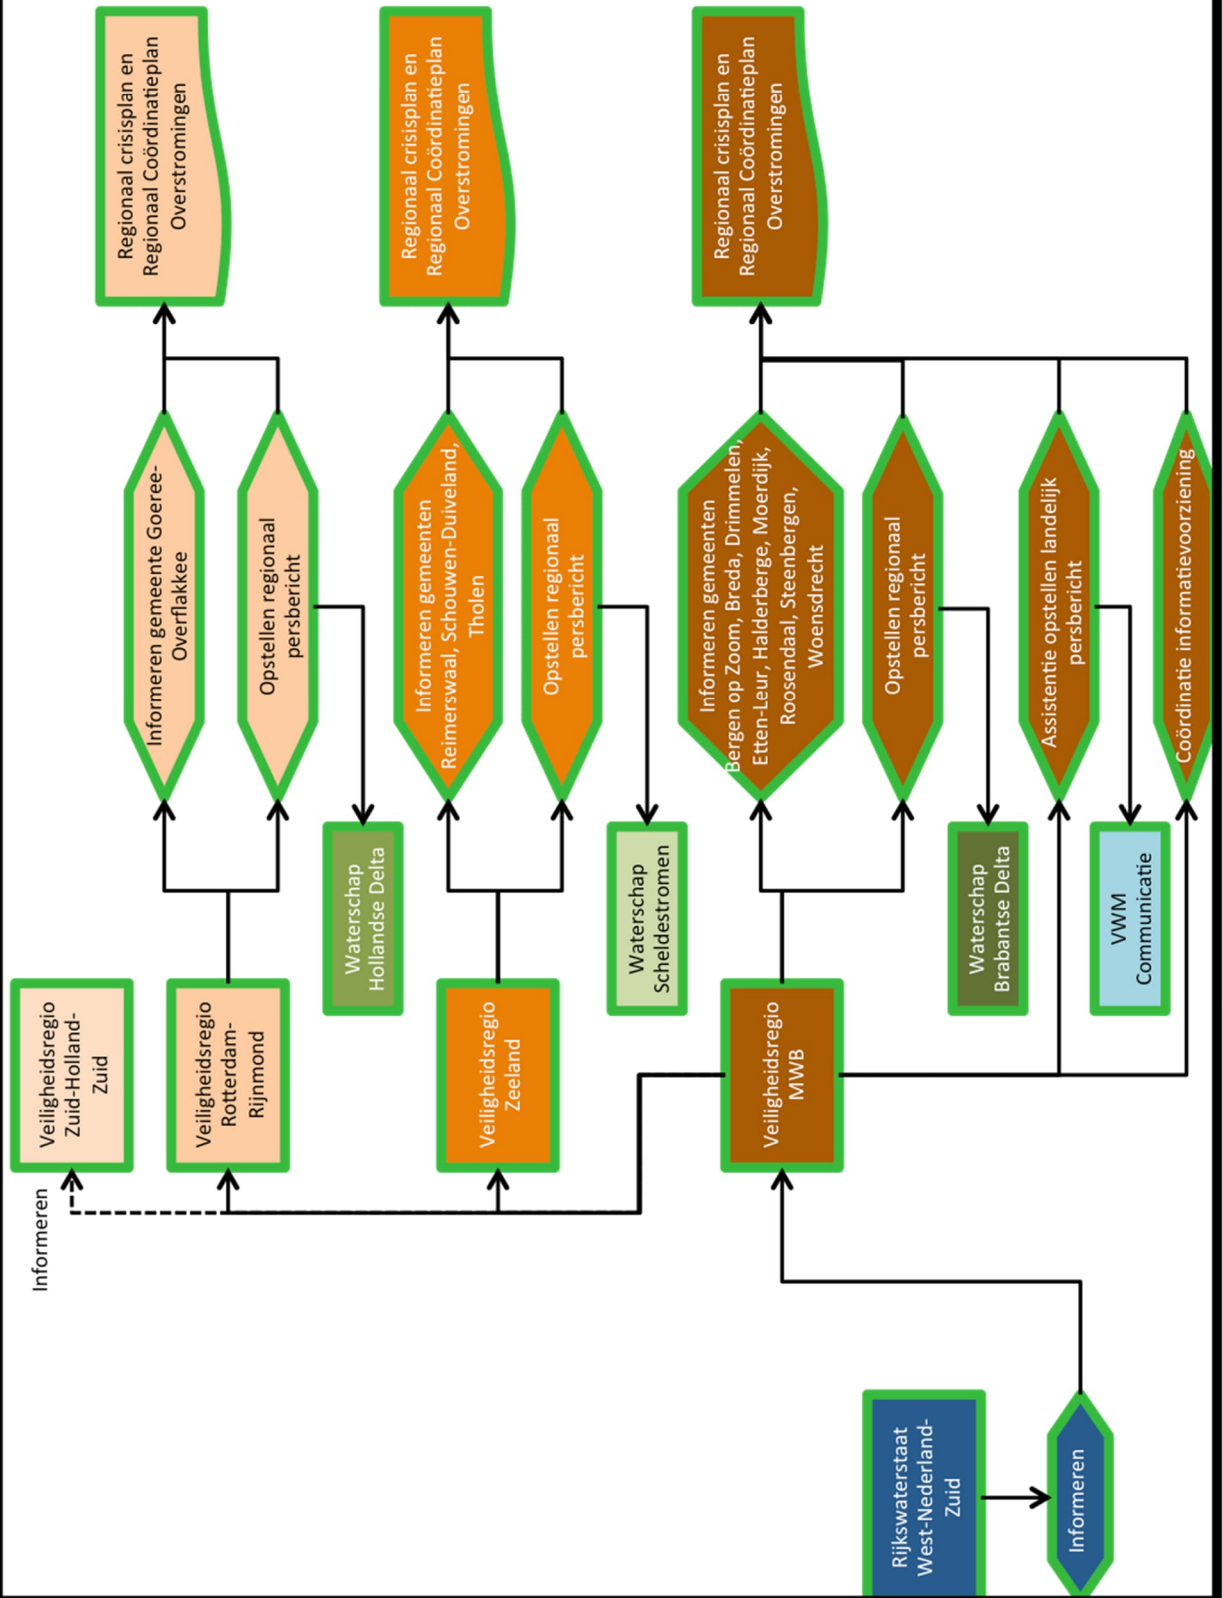 Regionaal crisisplan en
Regionaal Coördinatieplan
Overstromingen
Regionaal crisisplan en
Regionaal Coördinatieplan
Overstromingen
Regionaal crisisplan en
Regionaal Coördinatieplan
Overstromingen
Informeren gemeente Goeree-
Overflakkee
Opstellen regionaal
persbericht
Informeren gemeenten
Reimerswaal, Schouwen-Duiveland,
Tholen
Opstellen regionaal
persbericht
Informeren gemeenten
Bergen op Zoom, Breda, Drimmelen,
Etten-Leur, Halderberge, Moerdijk,
Roosendaal, Steenbergen,
Woensdrecht
Opstellen regionaal
persbericht
Assistentie opstellen landelijk
persbericht
Coördinatie informatievoorziening
Waterschap
Hollandse Delta
Waterschap
Scheldestromen
Waterschap
Brabantse Delta
VWM
Communicatie
Veiligheidsregio
Zuid-Holland-
Zuid
Veiligheidsregio
Rotterdam-
Rijnmond
Veiligheidsregio
Zeeland
Veiligheidsregio
MWB
Informeren
Rijkswaterstaat
West-Nederland-
Zuid
Informeren